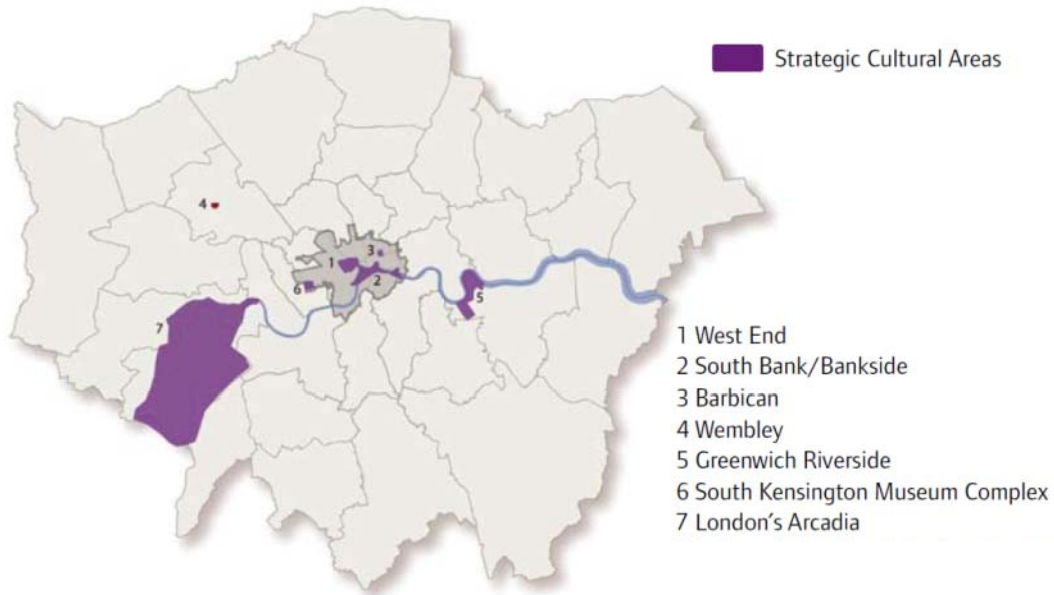 Strategic Cultural Areas
4
3
1
2
6
5
7
1 West End
2 South Bank/Bankside
3 Barbican
4 Wembley
5 Greenwich Riverside
6 South Kensington Museum Complex
7 London's Arcadia